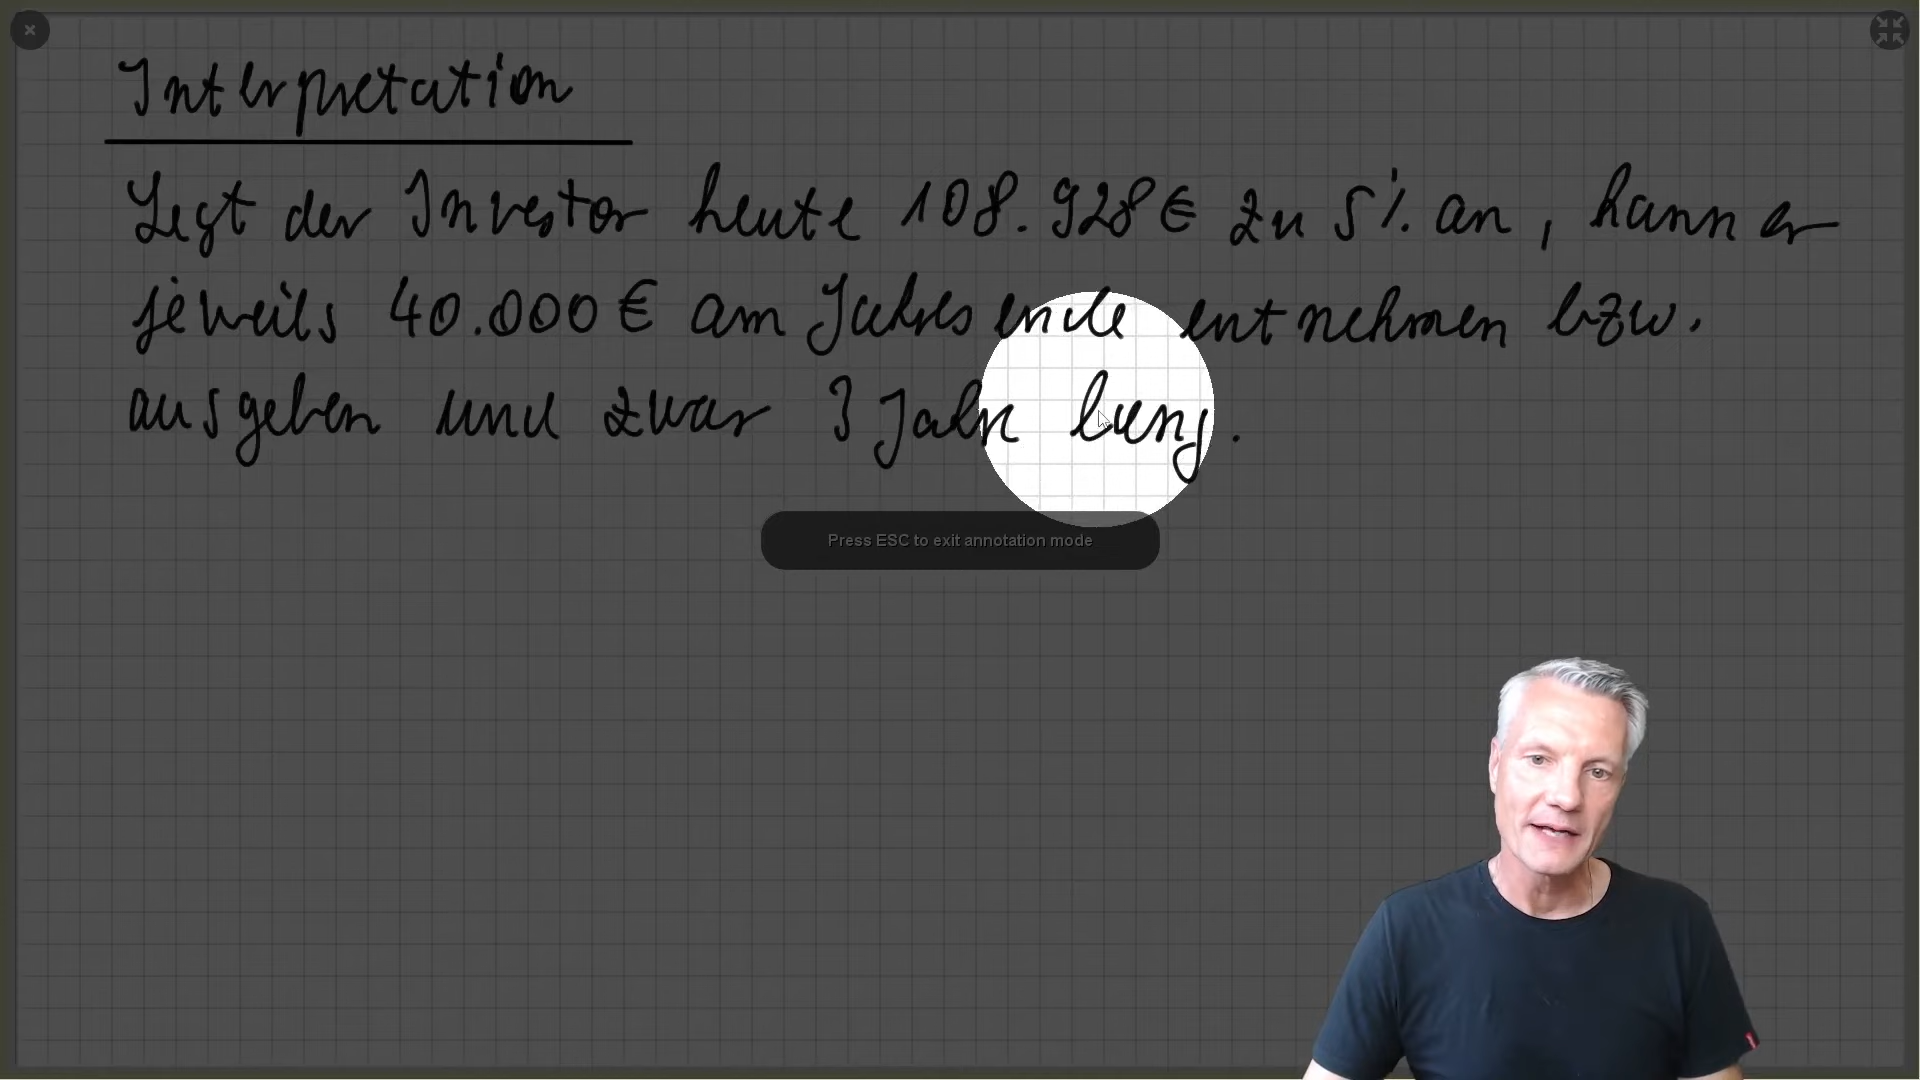 Interpretation
Legt der Investor heute 108.928€ zu 5% an, kann er
jeweils 40.000€ am Jahresende entnehmen bzw.
ausgeben und zwar 3 Jahre lang.
Press ESC to exit annotation mode